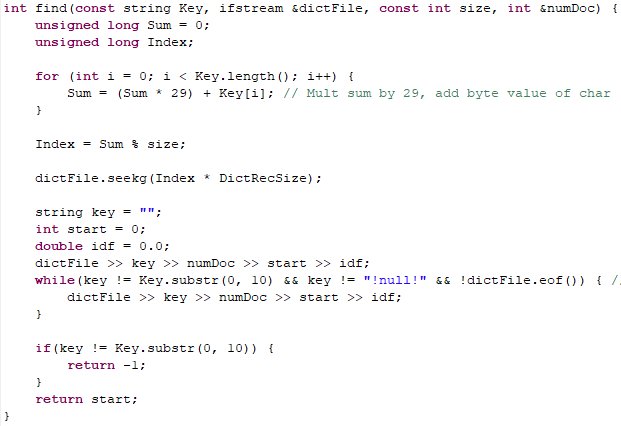 int find(const string Key, ifstream &dictFile, const int size, int &numDoc) {
    unsigned long Sum = 0;
    unsigned long Index;

    for (int i = 0; i < Key.length(); i++) {
        Sum = (Sum * 29) + Key[i]; // Mult sum by 29, add byte value of char
    }

    Index = Sum % size;

    dictFile.seekg(Index * DictRecSize);

    string key = "";
    int start = 0;
    double idf = 0.0;
    dictFile >> key >> numDoc >> start >> idf;
    while(key != Key.substr(0, 10) && key != "!null!" && !dictFile.eof()) { /
        dictFile >> key >> numDoc >> start >> idf;
    }

    if(key != Key.substr(0, 10)) {
        return -1;
    }
    return start;
}